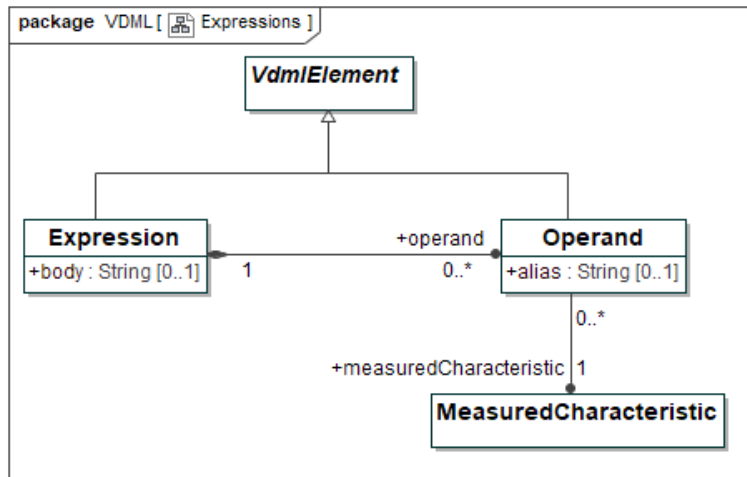 package VDML [ Expressions ]
VdmlElement
Expression
+body : String [0..1]
1
+operand
0..*
Operand
+alias : String [0..1]
0..*
+measuredCharacteristic
1
MeasuredCharacteristic